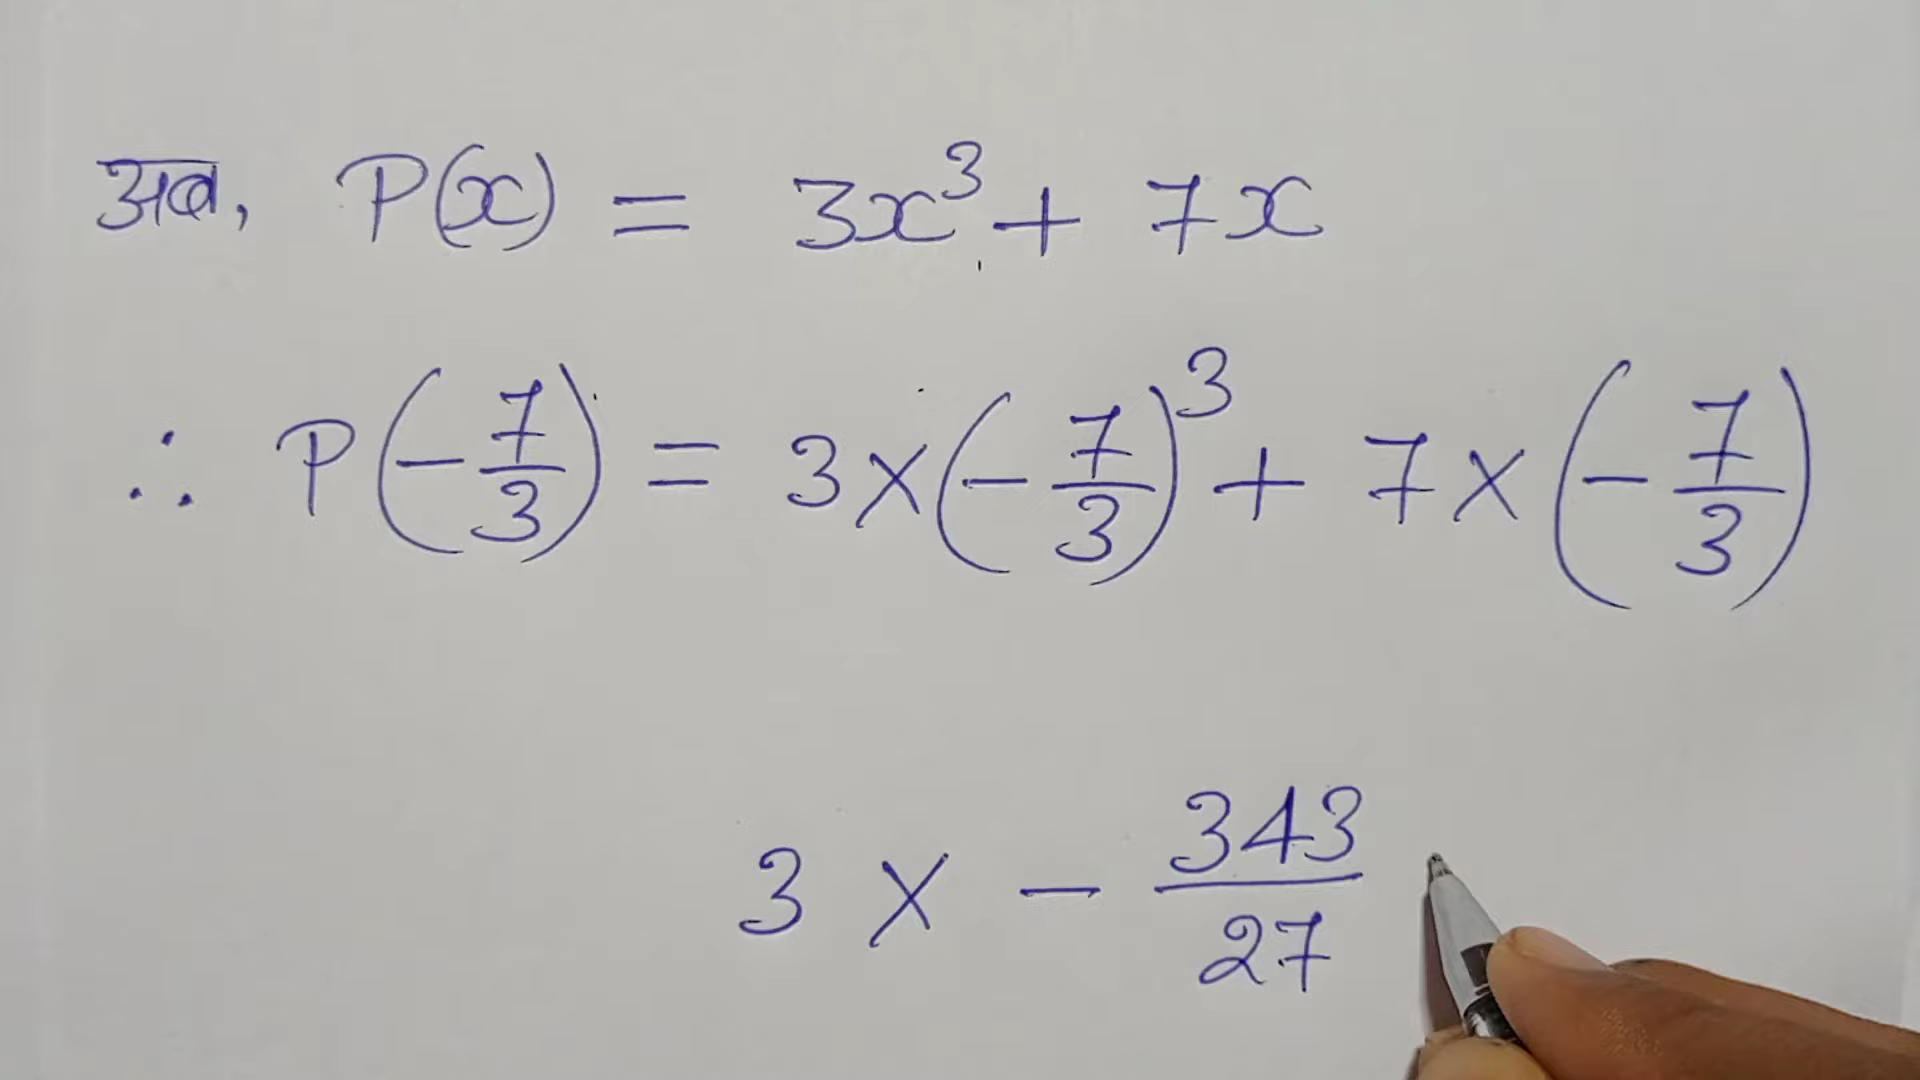 अब, P(x) = 3x³ + 7x
∴ P(-7/3) = 3×(-7/3)³ + 7×(-7/3)
3 × - 343/27